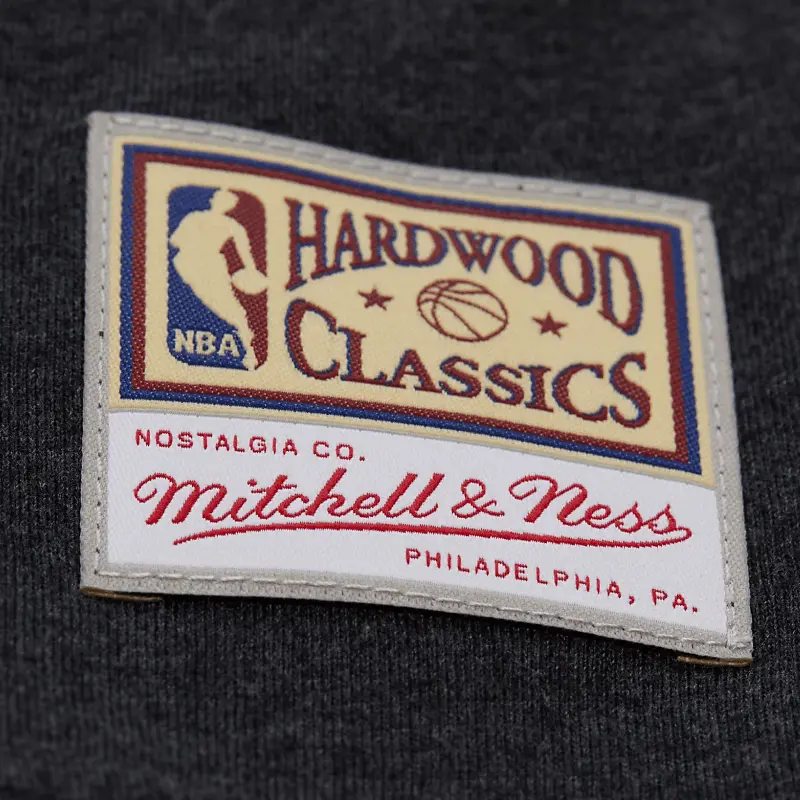 NBA
HARDWOOD
CLASSICS
NOSTALGIA CO.
Mitchell & Ness
PHILADELPHIA, PA.